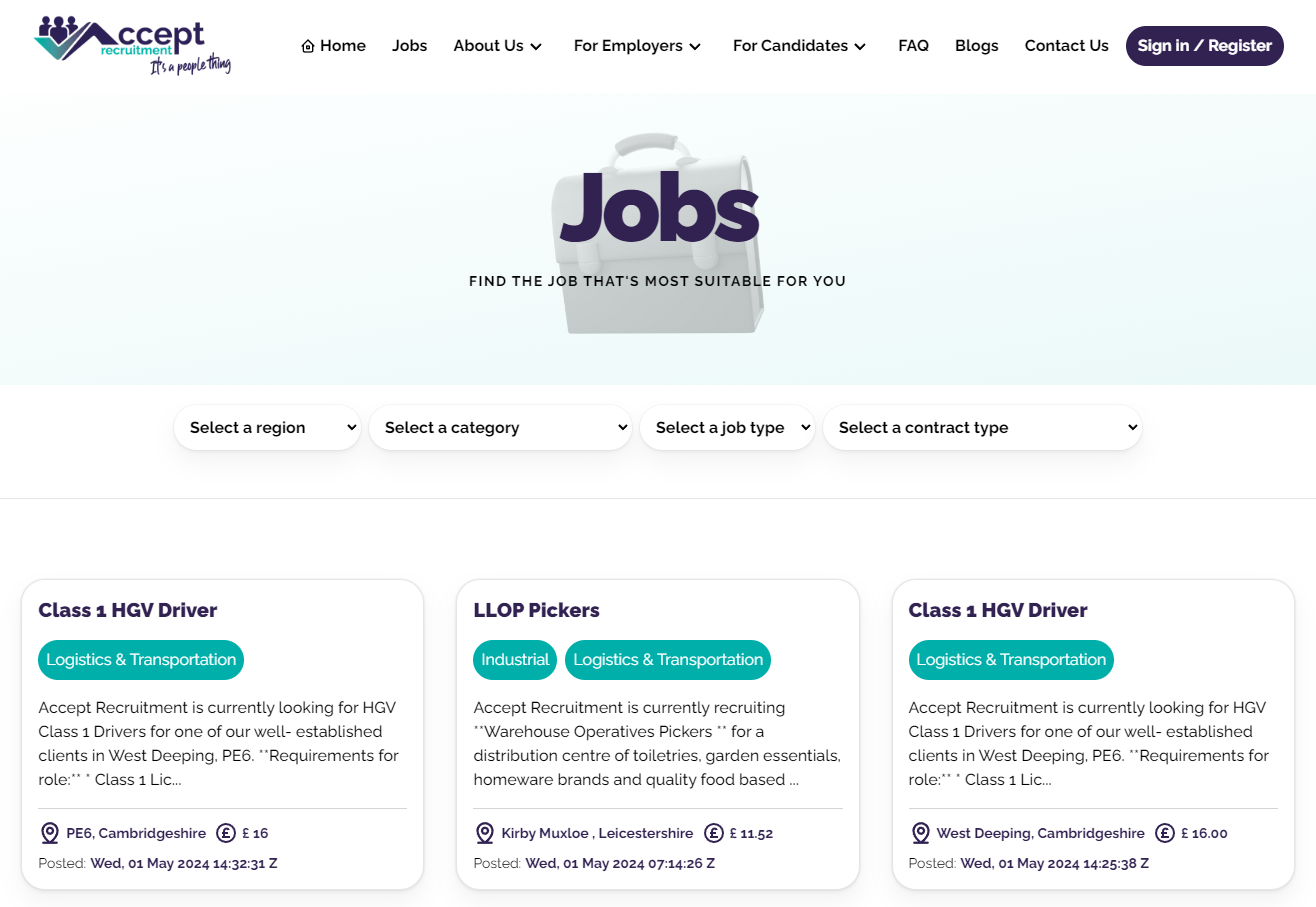 Accept
recruitment
It's a people thing
Home Jobs About Us For Employers For Candidates FAQ Blogs Contact Us Sign in / Register
Jobs
FIND THE JOB THAT'S MOST SUITABLE FOR YOU
Select a region Select a category Select a job type Select a contract type
Class 1 HGV Driver
Logistics & Transportation
Accept Recruitment is currently looking for HGV
Class 1 Drivers for one of our well- established
clients in West Deeping, PE6. **Requirements for
role:** * Class 1 Lic...
PE6, Cambridgeshire £ £ 16
Posted: Wed, 01 May 2024 14:32:31 Z
LLOP Pickers
Industrial Logistics & Transportation
Accept Recruitment is currently recruiting
**Warehouse Operatives Pickers ** for a
distribution centre of toiletries, garden essentials,
homeware brands and quality food based ...
Kirby Muxloe , Leicestershire £ £ 11.52
Posted: Wed, 01 May 2024 07:14:26 Z
Class 1 HGV Driver
Logistics & Transportation
Accept Recruitment is currently looking for HGV
Class 1 Drivers for one of our well- established
clients in West Deeping, PE6. **Requirements for
role:** * Class 1 Lic...
West Deeping, Cambridgeshire £ £ 16.00
Posted: Wed, 01 May 2024 14:25:38 Z